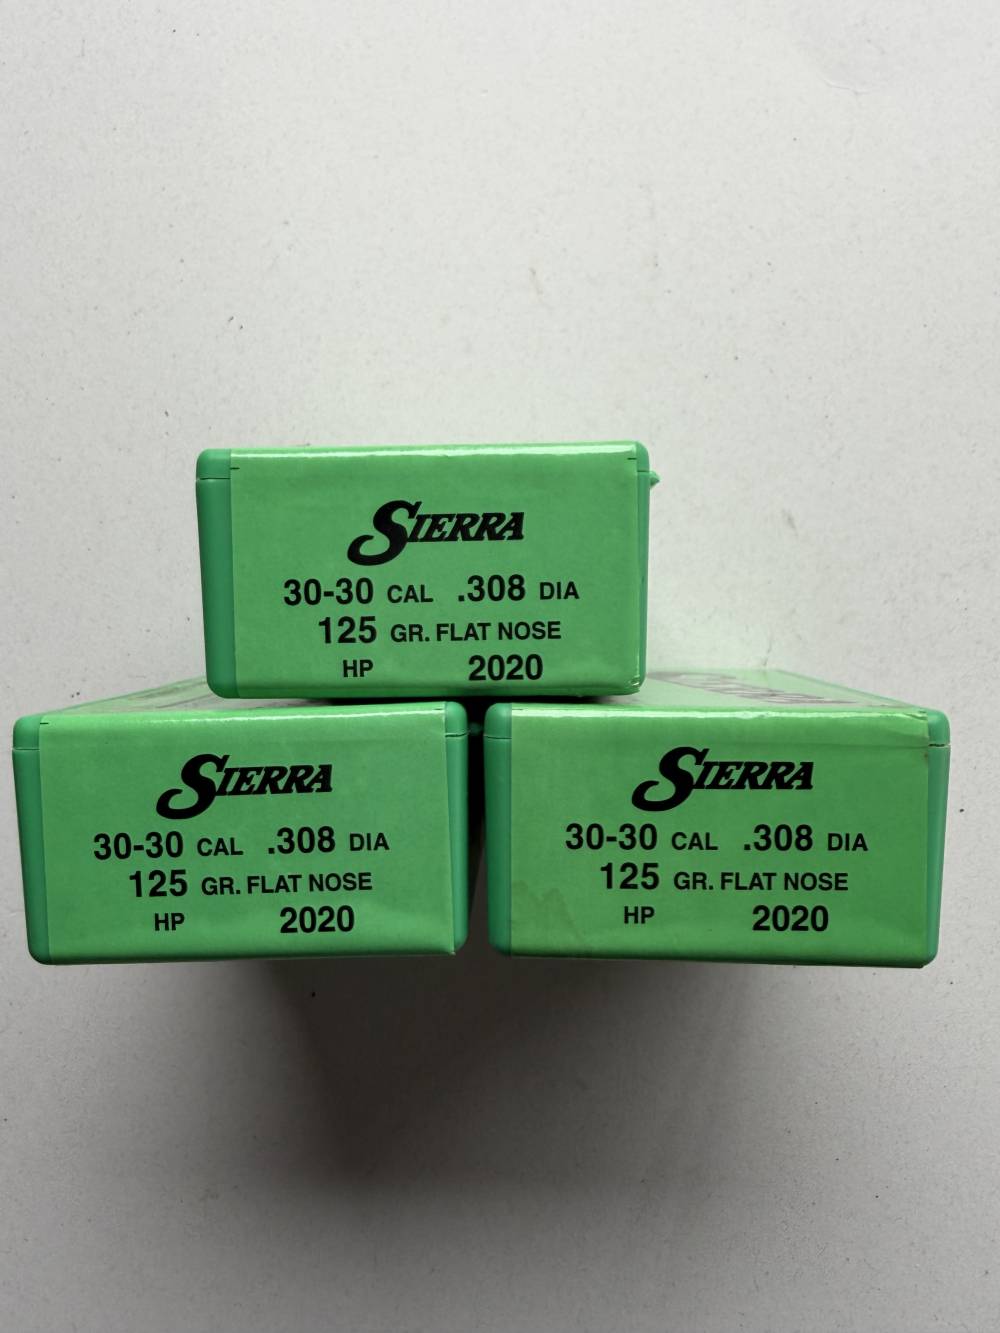 SIERRA
30-30 CAL .308 DIA
125 GR. FLAT NOSE
HP 2020
SIERRA
30-30 CAL .308 DIA
125 GR. FLAT NOSE
HP 2020
SIERRA
30-30 CAL .308 DIA
125 GR. FLAT NOSE
HP 2020